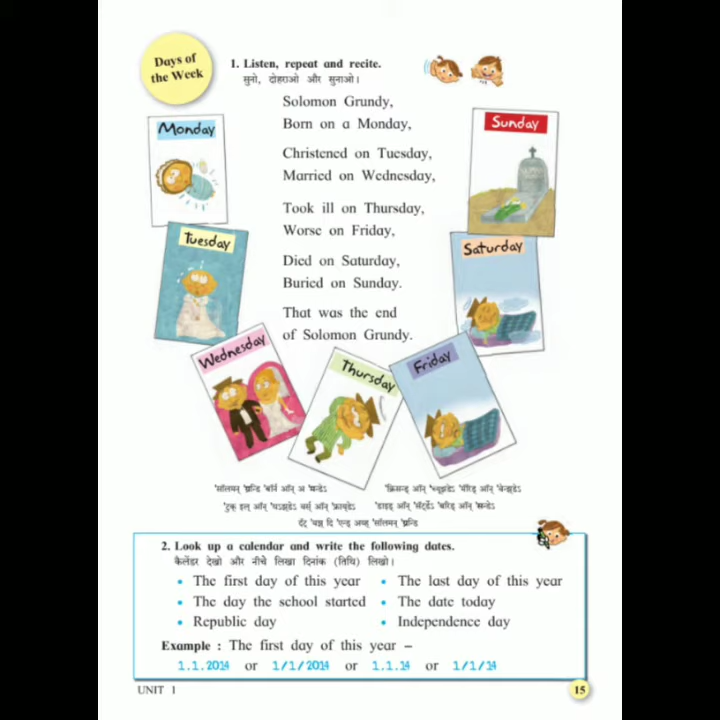 Days of
the Week
1. Listen, repeat and recite.
सुनो, दोहराओ और सुनाओ।
Solomon Grundy,
Born on a Monday,
Christened on Tuesday,
Married on Wednesday,
Took ill on Thursday,
Worse on Friday,
Died on Saturday,
Buried on Sunday.
That was the end
of Solomon Grundy.
Monday
Tuesday
Wednesday
Thursday
Friday
Saturday
Sunday
'सॉलमन् 'ग्रन्डि 'बॉर्न ऑन् अ 'मन्डेऽ
2. Look up a calendar and write the following dates.
कैलेंडर देखो और नीचे लिखा दिनांक (तिथि) लिखो।
• The first day of this year • The last day of this year
• The day the school started • The date today
• Republic day • Independence day
Example : The first day of this year –
1.1.2014 or 1/1/2014 or 1.1.14 or 1/1/14
UNIT 1
15